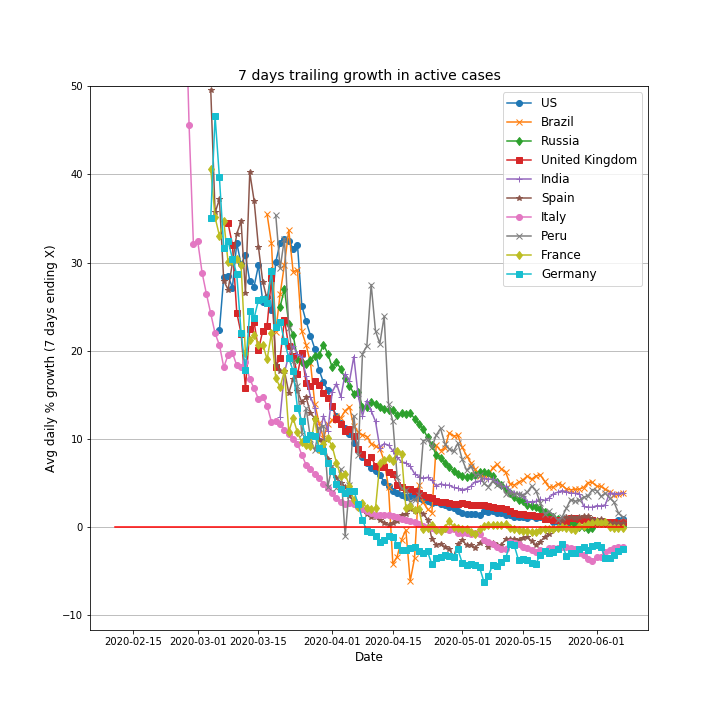 7 days trailing growth in active cases
50
40
30
20
10
0
−10
Avg daily % growth (7 days ending X)
US
Brazil
Russia
United Kingdom
India
Spain
Italy
Peru
France
Germany
2020-02-15
2020-03-01
2020-03-15
2020-04-01
2020-04-15
2020-05-01
2020-05-15
2020-06-01
Date